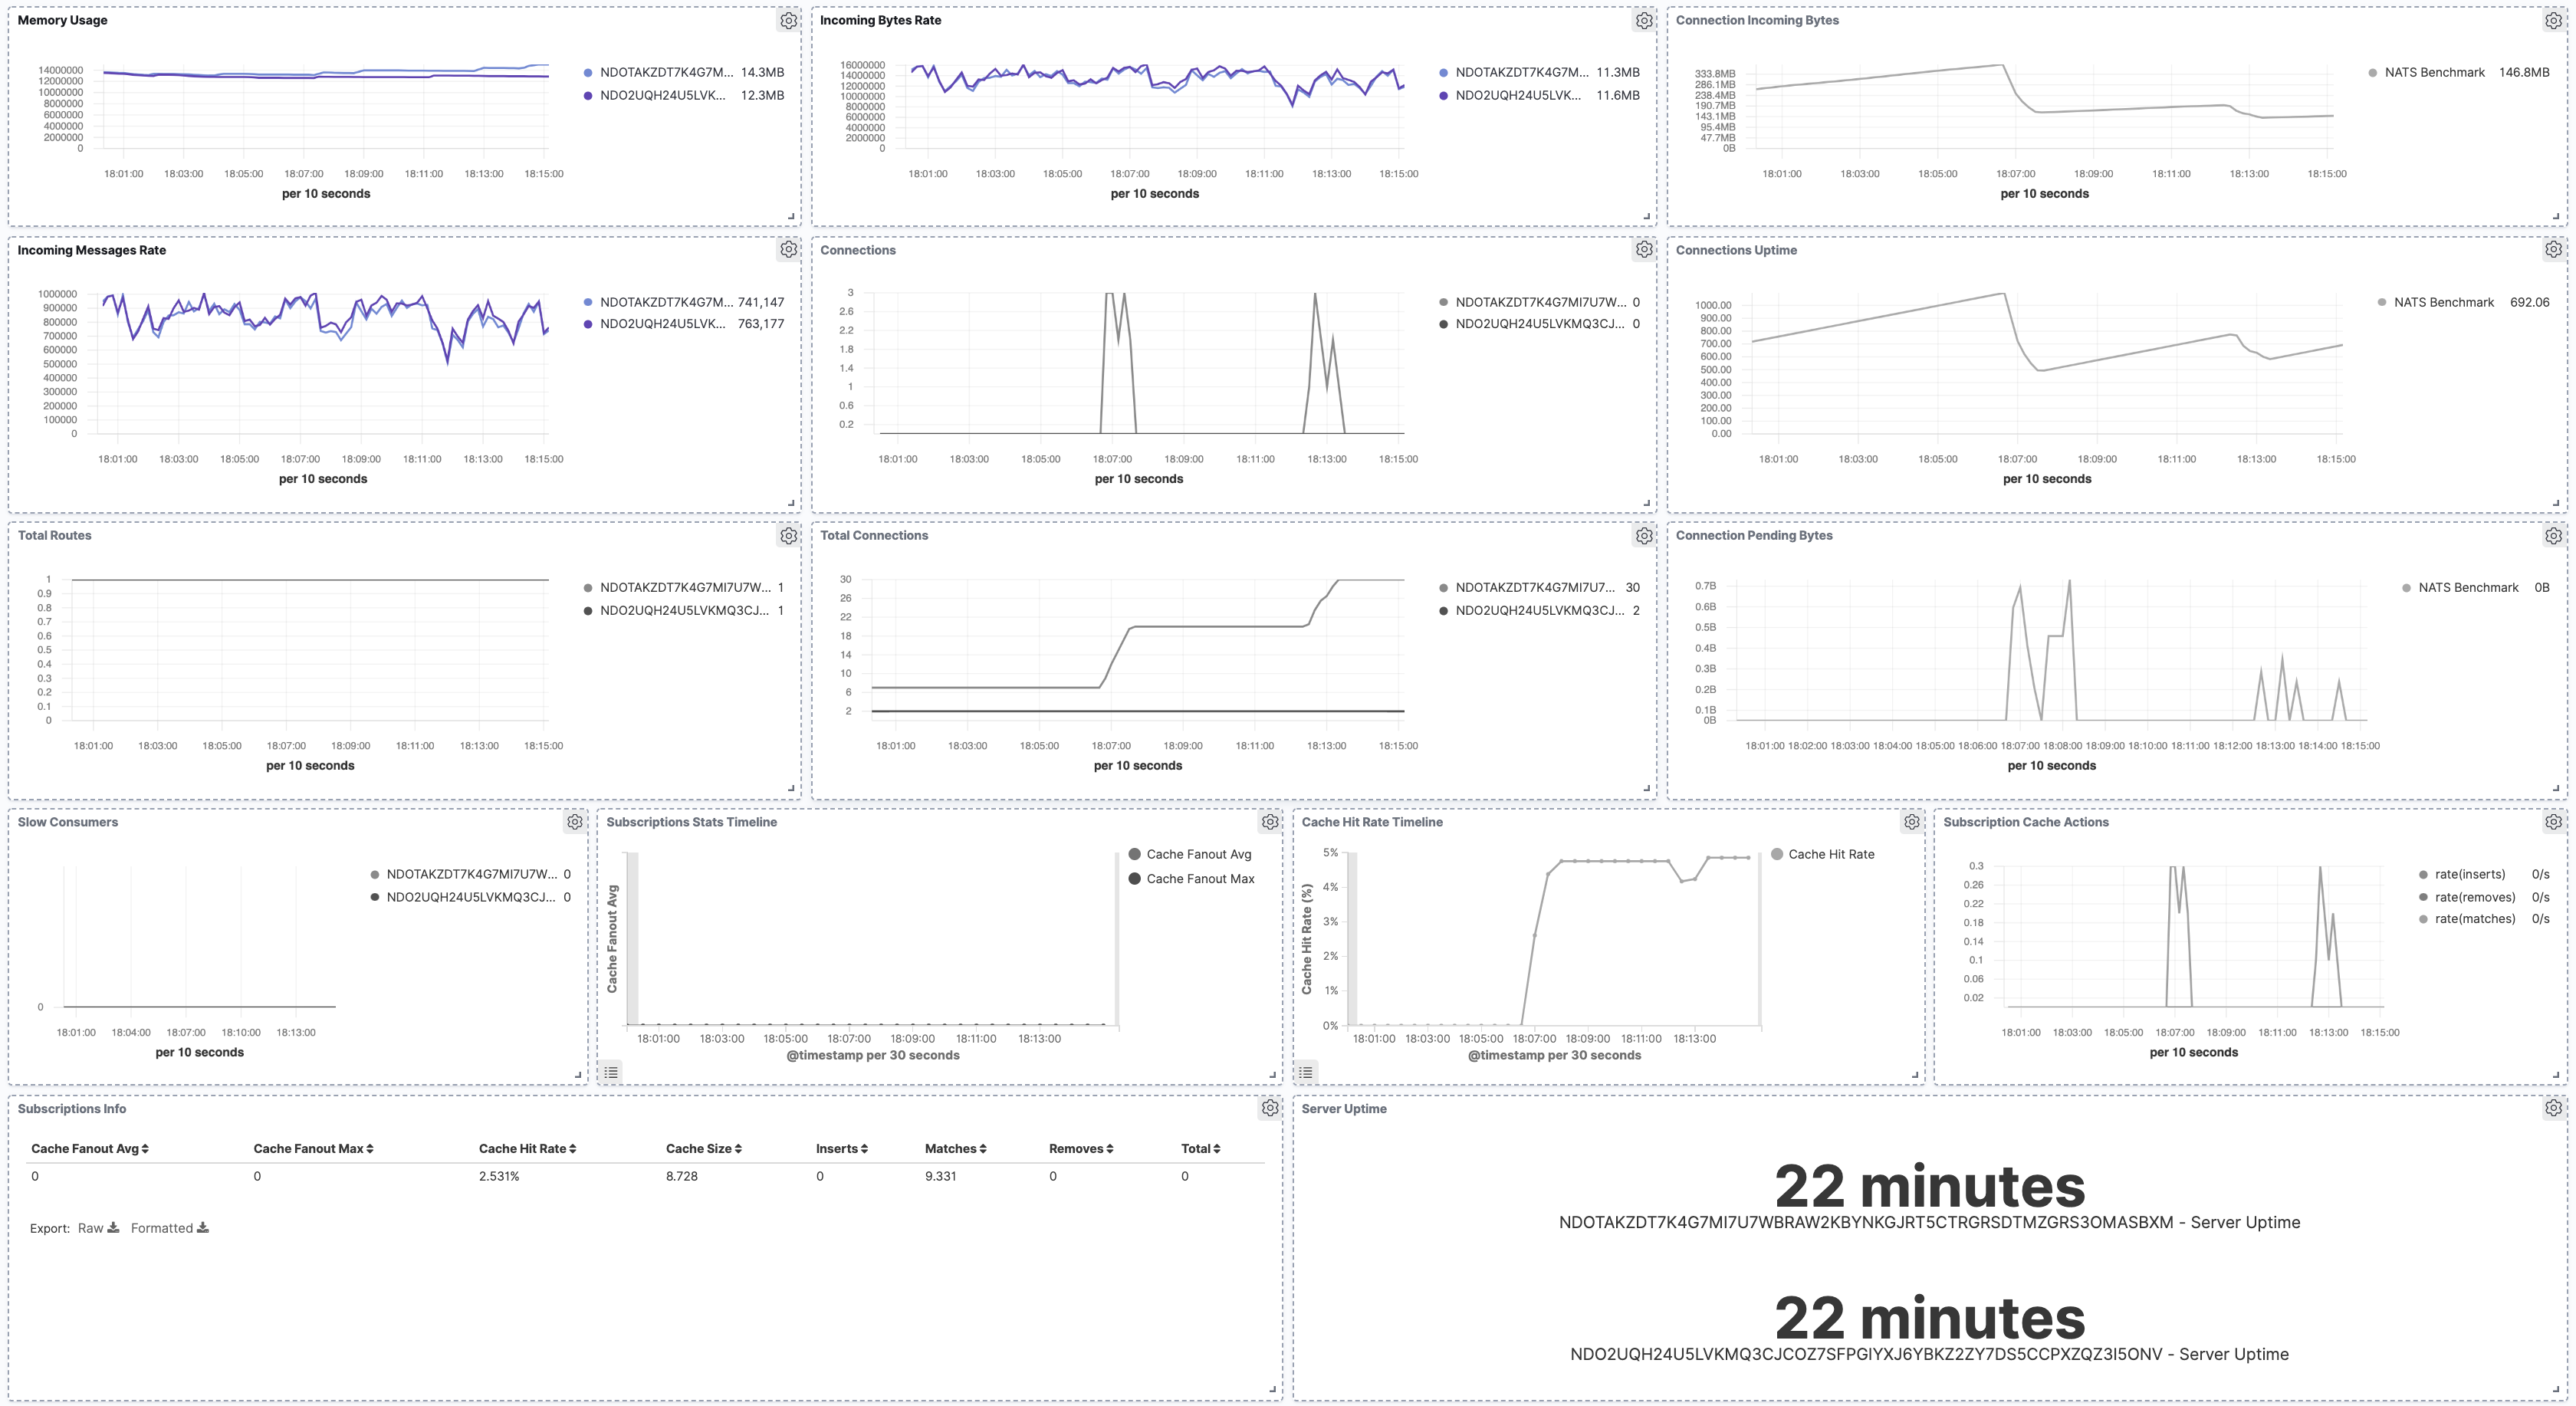 Memory Usage
14000000
12000000
10000000
8000000
6000000
4000000
2000000
0
18:01:00 18:03:00 18:05:00 18:07:00 18:09:00 18:11:00 18:13:00 18:15:00
per 10 seconds
NDOTAKZDT7K4G7M... 14.3MB
NDO2UQH24U5LVK... 12.3MB
Incoming Bytes Rate
16000000
14000000
12000000
10000000
8000000
6000000
4000000
2000000
0
18:01:00 18:03:00 18:05:00 18:07:00 18:09:00 18:11:00 18:13:00 18:15:00
per 10 seconds
NDOTAKZDT7K4G7M... 11.3MB
NDO2UQH24U5LVK... 11.6MB
Connection Incoming Bytes
333.8MB
286.1MB
238.4MB
190.7MB
143.1MB
95.4MB
47.7MB
0B
18:01:00 18:03:00 18:05:00 18:07:00 18:09:00 18:11:00 18:13:00 18:15:00
per 10 seconds
NATS Benchmark 146.8MB
Incoming Messages Rate
1000000
900000
800000
700000
600000
500000
400000
300000
200000
100000
0
18:01:00 18:03:00 18:05:00 18:07:00 18:09:00 18:11:00 18:13:00 18:15:00
per 10 seconds
NDOTAKZDT7K4G7M... 741,147
NDO2UQH24U5LVK... 763,177
Connections
3
2.6
2.2
1.8
1.4
1
0.6
0.2
18:01:00 18:03:00 18:05:00 18:07:00 18:09:00 18:11:00 18:13:00 18:15:00
per 10 seconds
NDOTAKZDT7K4G7MI7U7W... 0
NDO2UQH24U5LVKMQ3CJ... 0
Connections Uptime
1000.00
900.00
800.00
700.00
600.00
500.00
400.00
300.00
200.00
100.00
0.00
18:01:00 18:03:00 18:05:00 18:07:00 18:09:00 18:11:00 18:13:00 18:15:00
per 10 seconds
NATS Benchmark 692.06
Total Routes
1
0.9
0.8
0.7
0.6
0.5
0.4
0.3
0.2
0.1
0
18:01:00 18:03:00 18:05:00 18:07:00 18:09:00 18:11:00 18:13:00 18:15:00
per 10 seconds
NDOTAKZDT7K4G7MI7U7W... 1
NDO2UQH24U5LVKMQ3CJ... 1
Total Connections
30
26
22
18
14
10
6
2
18:01:00 18:03:00 18:05:00 18:07:00 18:09:00 18:11:00 18:13:00 18:15:00
per 10 seconds
NDOTAKZDT7K4G7MI7U7... 30
NDO2UQH24U5LVKMQ3CJ... 2
Connection Pending Bytes
0.7B
0.6B
0.5B
0.4B
0.3B
0.2B
0.1B
0B
18:01:00 18:02:00 18:03:00 18:04:00 18:05:00 18:06:00 18:07:00 18:08:00 18:09:00 18:10:00 18:11:00 18:12:00 18:13:00 18:14:00 18:15:00
per 10 seconds
NATS Benchmark 0B
Slow Consumers
0
18:01:00 18:04:00 18:07:00 18:10:00 18:13:00
per 10 seconds
NDOTAKZDT7K4G7MI7U7W... 0
NDO2UQH24U5LVKMQ3CJ... 0
Subscriptions Stats Timeline
Cache Fanout Avg
18:01:00 18:03:00 18:05:00 18:07:00 18:09:00 18:11:00 18:13:00
@timestamp per 30 seconds
Cache Fanout Avg
Cache Fanout Max
Cache Hit Rate Timeline
Cache Hit Rate (%)
5%
4%
3%
2%
1%
0%
18:01:00 18:03:00 18:05:00 18:07:00 18:09:00 18:11:00 18:13:00
@timestamp per 30 seconds
Cache Hit Rate
Subscription Cache Actions
0.3
0.26
0.22
0.18
0.14
0.1
0.06
0.02
18:01:00 18:03:00 18:05:00 18:07:00 18:09:00 18:11:00 18:13:00 18:15:00
per 10 seconds
rate(inserts) 0/s
rate(removes) 0/s
rate(matches) 0/s
Subscriptions Info
Cache Fanout Avg Cache Fanout Max Cache Hit Rate Cache Size Inserts Matches Removes Total
0 0 2.531% 8.728 0 9.331 0 0
Export: Raw Formatted
Server Uptime
22 minutes
NDOTAKZDT7K4G7MI7U7WBRAW2KBYNKGJRT5CTRGRSDTMZGRS3OMASBXM - Server Uptime
22 minutes
NDO2UQH24U5LVKMQ3CJCOZ7SFPGIYXJ6YBKZ2ZY7DS5CCPXZQZ3I5ONV - Server Uptime